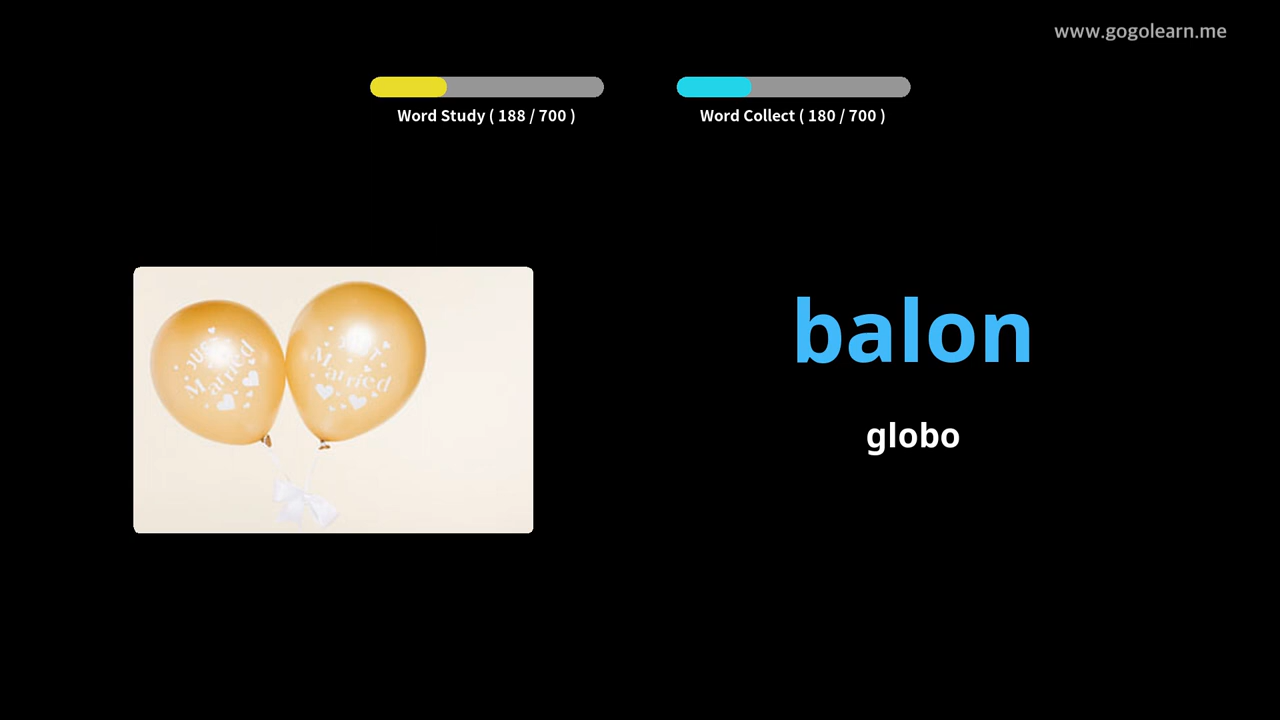 www.gogolearn.me
Word Study ( 188 / 700 )
Word Collect ( 180 / 700 )
JUST
Married
JUST
Married
balon
globo